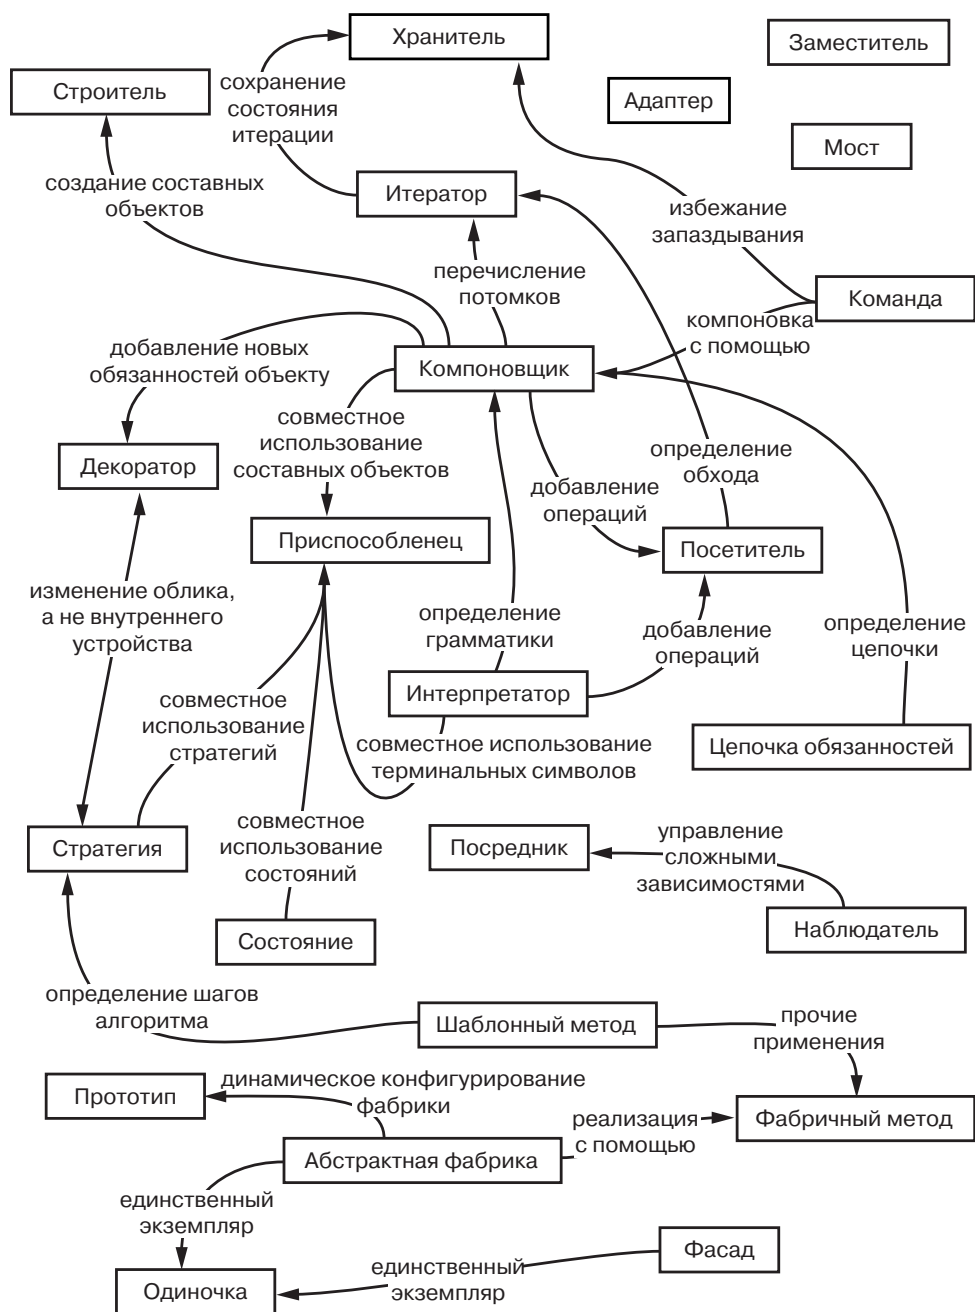 Хранитель
Заместитель
Строитель
сохранение
состояния
итерации
Адаптер
Мост
создание составных
объектов
Итератор
избежание
запаздывания
перечисление
потомков
Команда
компоновка
с помощью
добавление новых
обязанностей объекту
Компоновщик
совместное
использование
составных объектов
Декоратор
определение
обхода
добавление
операций
Приспособленец
Посетитель
изменение облика,
а не внутреннего
устройства
определение
грамматики
добавление
операций
определение
цепочки
Интерпретатор
совместное
использование
стратегий
совместное использование
терминальных символов
Цепочка обязанностей
совместное
использование
состояний
Стратегия
Посредник
управление
сложными
зависимостями
Состояние
Наблюдатель
определение шагов
алгоритма
Шаблонный метод
прочие
применения
Прототип
динамическое конфигурирование
фабрики
Фабричный метод
реализация
с помощью
Абстрактная фабрика
единственный
экземпляр
Фасад
единственный
экземпляр
Одиночка